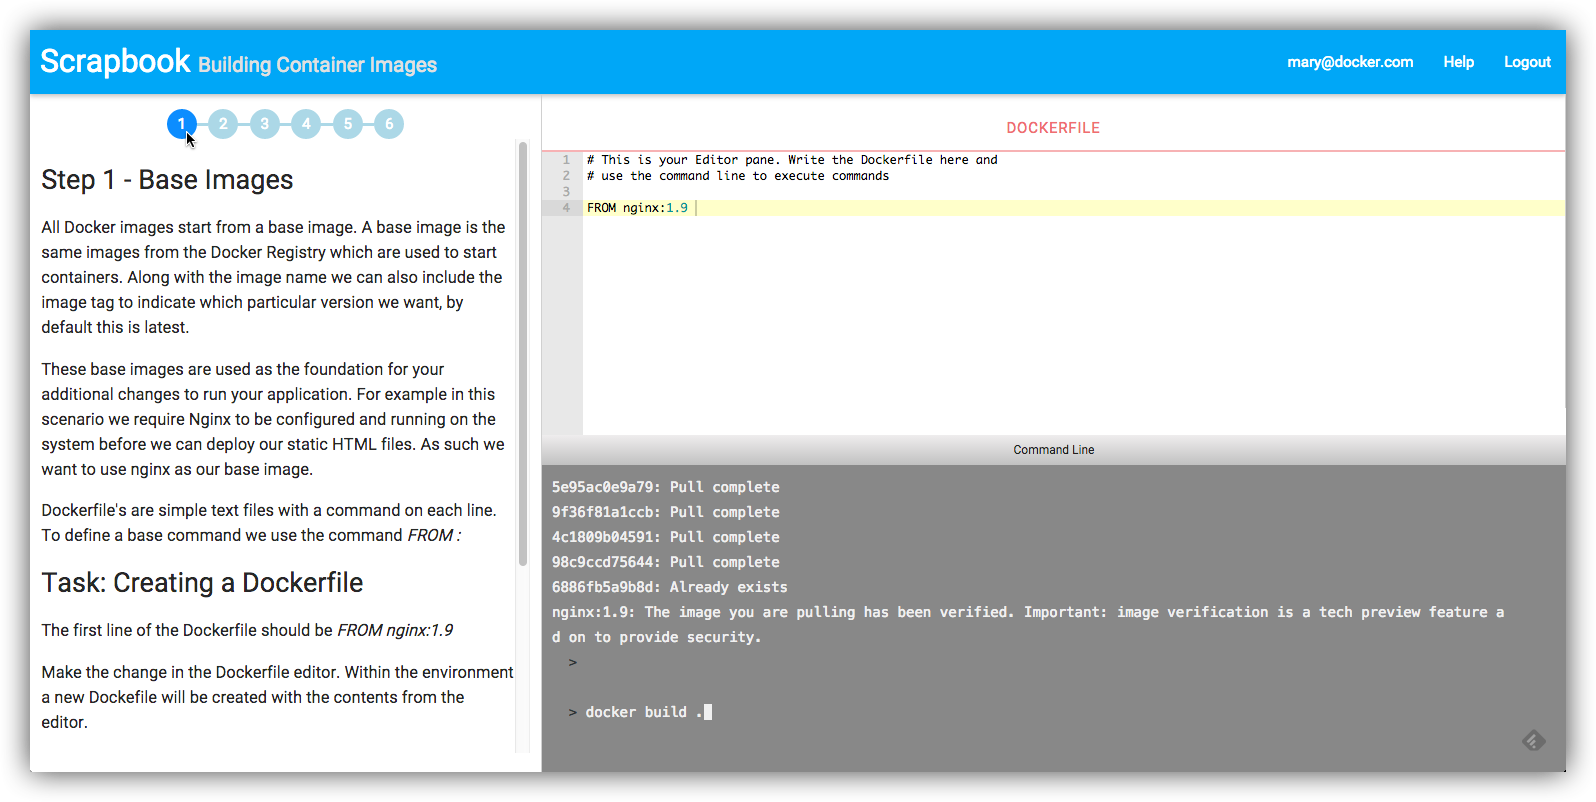 Scrapbook Building Container Images
mary@docker.com Help Logout
1 2 3 4 5 6
Step 1 - Base Images
All Docker images start from a base image. A base image is the
same images from the Docker Registry which are used to start
containers. Along with the image name we can also include the
image tag to indicate which particular version we want, by
default this is latest.
These base images are used as the foundation for your
additional changes to run your application. For example in this
scenario we require Nginx to be configured and running on the
system before we can deploy our static HTML files. As such we
want to use nginx as our base image.
Dockerfile's are simple text files with a command on each line.
To define a base command we use the command FROM :
Task: Creating a Dockerfile
The first line of the Dockerfile should be FROM nginx:1.9
Make the change in the Dockerfile editor. Within the environment
a new Dockefile will be created with the contents from the
editor.
DOCKERFILE
1 # This is your Editor pane. Write the Dockerfile here and
2 # use the command line to execute commands
3
4 FROM nginx:1.9
Command Line
5e95ac0e9a79: Pull complete
9f36f81a1ccb: Pull complete
4c1809b04591: Pull complete
98c9ccd75644: Pull complete
6886fb5a9b8d: Already exists
nginx:1.9: The image you are pulling has been verified. Important: image verification is a tech preview feature a
d on to provide security.
>
> docker build .